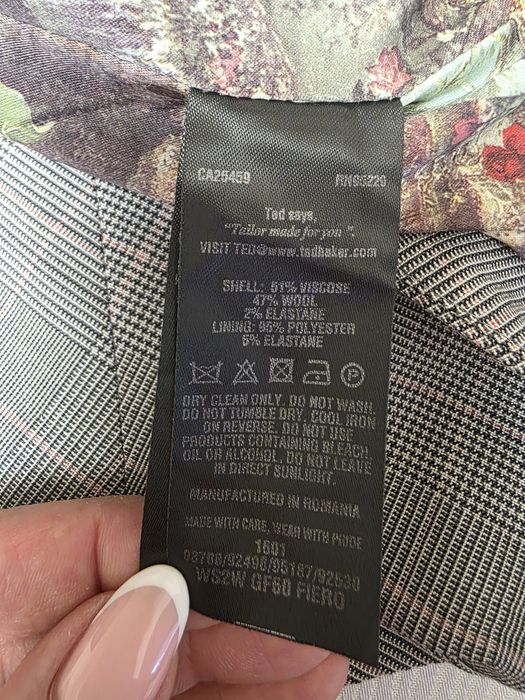 CA25459 RN95229
Ted says,
"Tailor made for you".
VISIT TED@www.tedbaker.com
SHELL: 51% VISCOSE
47% WOOL
2% ELASTANE
LINING: 95% POLYESTER
5% ELASTANE
P
DRY CLEAN ONLY. DO NOT WASH.
DO NOT TUMBLE DRY. COOL IRON
ON REVERSE. DO NOT USE
PRODUCTS CONTAINING BLEACH,
OIL OR ALCOHOL. DO NOT LEAVE
IN DIRECT SUNLIGHT.
MANUFACTURED IN ROMANIA
MADE WITH CARE, WEAR WITH PRIDE
1601
WS2W GF60 FIERO